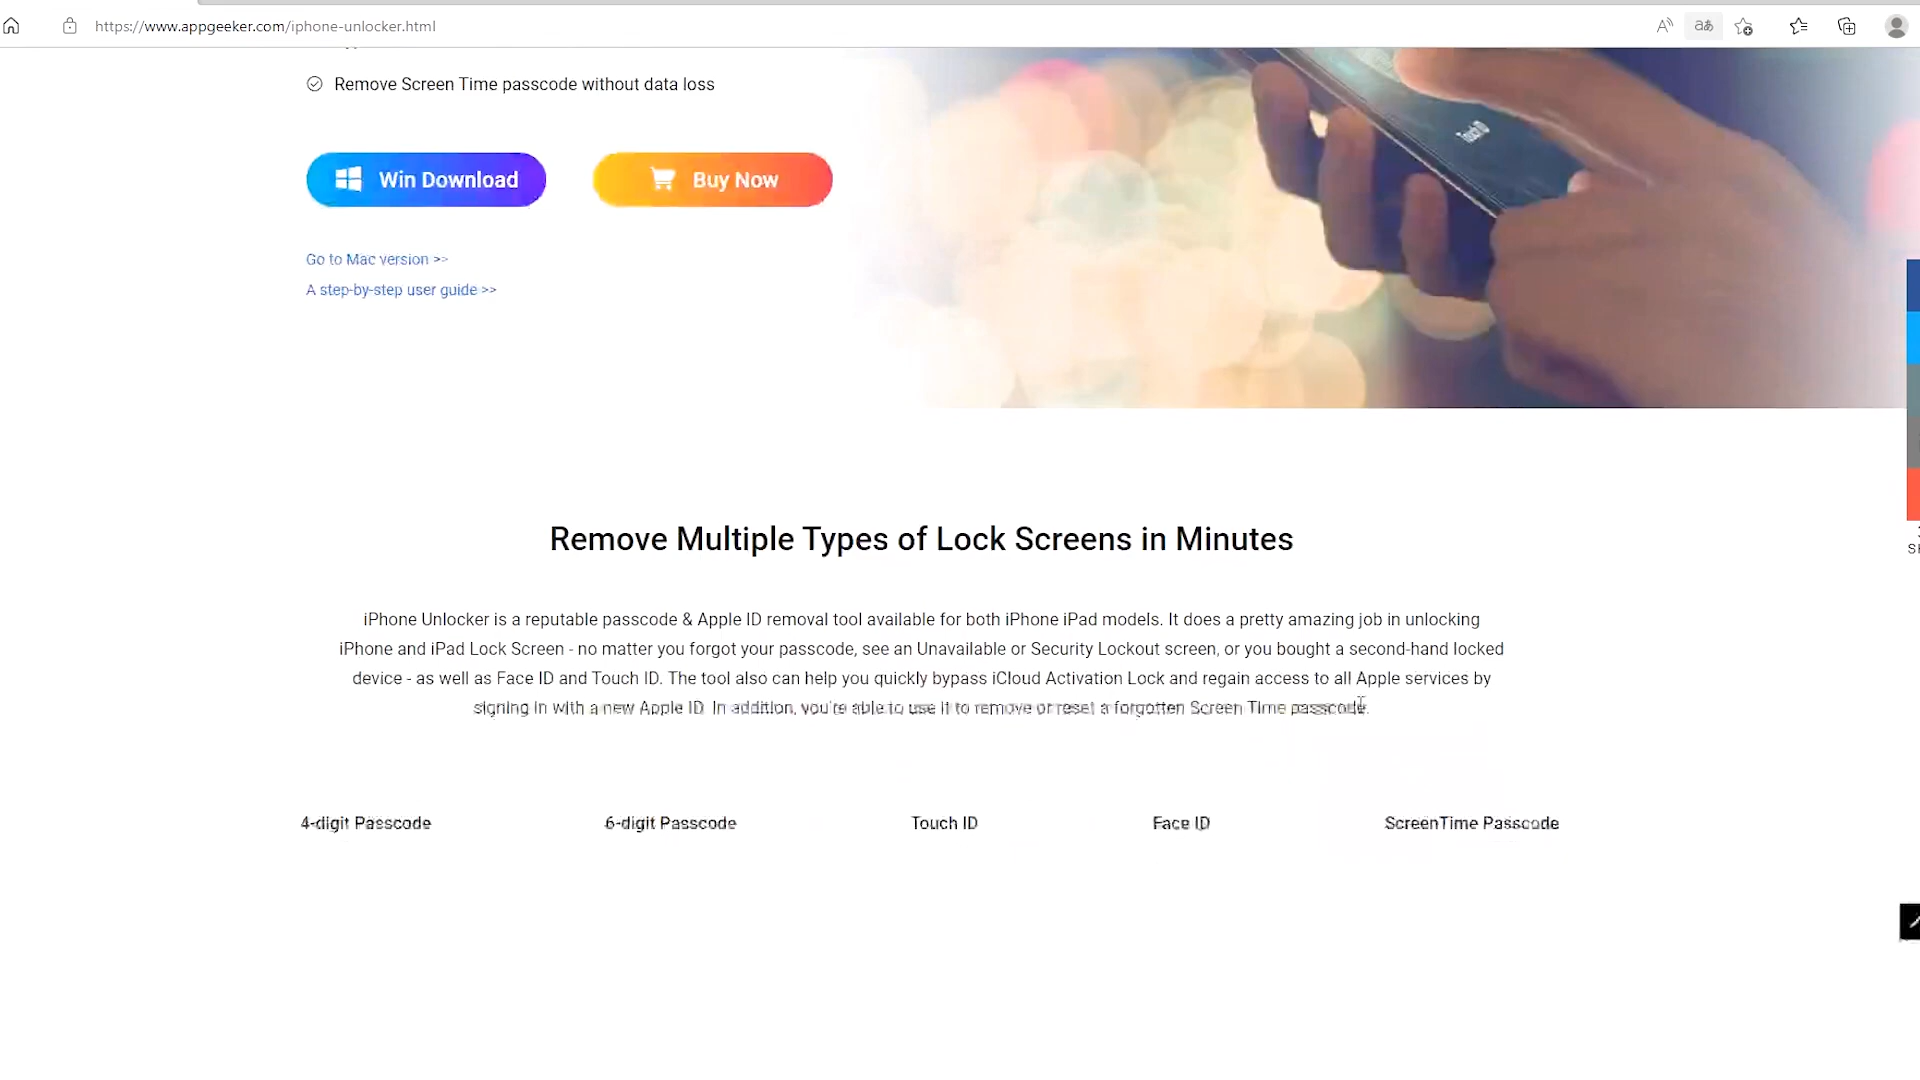 https://www.appgeeker.com/iphone-unlocker.html
Remove Screen Time passcode without data loss
Win Download
Buy Now
Go to Mac version >>
A step-by-step user guide >>
Remove Multiple Types of Lock Screens in Minutes
iPhone Unlocker is a reputable passcode & Apple ID removal tool available for both iPhone iPad models. It does a pretty amazing job in unlocking
iPhone and iPad Lock Screen - no matter you forgot your passcode, see an Unavailable or Security Lockout screen, or you bought a second-hand locked
device - as well as Face ID and Touch ID. The tool also can help you quickly bypass iCloud Activation Lock and regain access to all Apple services by
signing in with a new Apple ID. In addition, you're able to use it to remove or reset a forgotten Screen Time passcode.
4-digit Passcode
6-digit Passcode
Touch ID
Face ID
ScreenTime Passcode